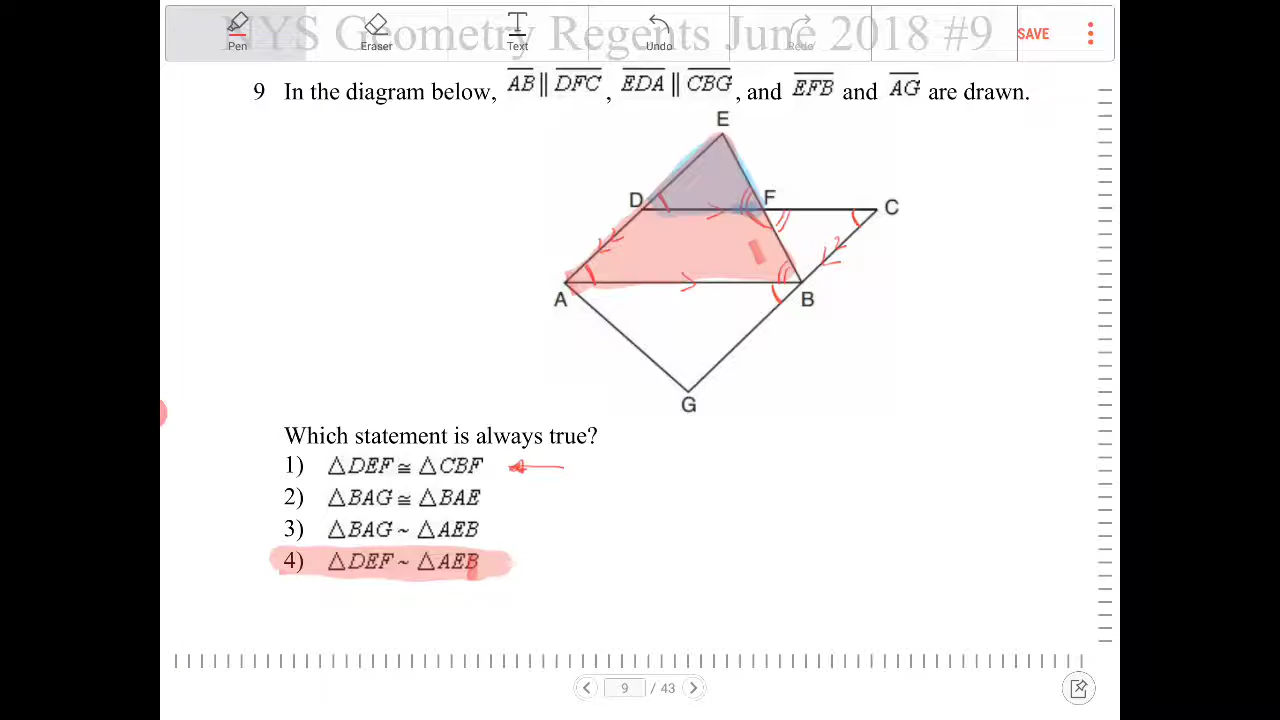 NYS Geometry Regents June 2018 #9
Pen Eraser Text Undo Redo SAVE
9 In the diagram below, AB ∥ DFC, EDA ∥ CBG, and EFB and AG are drawn.
E
D F C
A B
G
Which statement is always true?
1) △DEF ≅ △CBF
2) △BAG ≅ △BAE
3) △BAG ~ △AEB
4) △DEF ~ △AEB
9 / 43